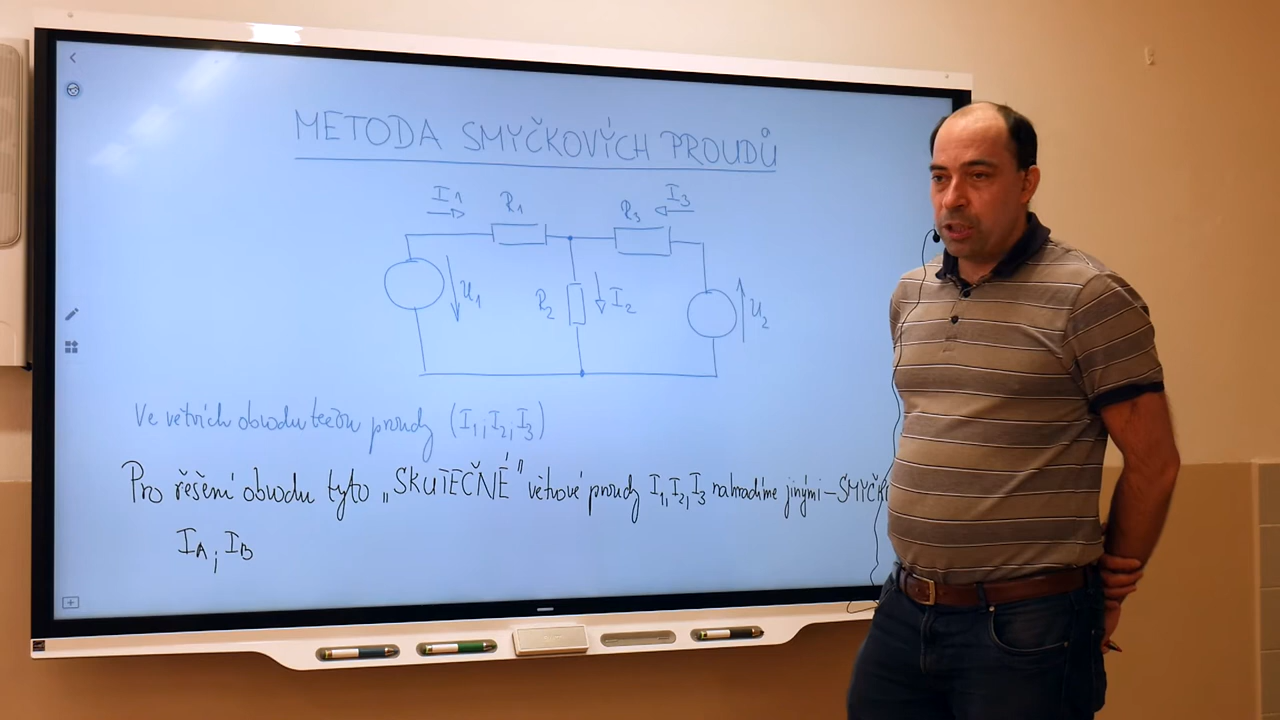 METODA SMYČKOVÝCH PROUDŮ
I1 R1 R3 I3
U1 R2 I2 U2
Ve větvích obvodu tečou proudy (I1, I2, I3)
Pro řešení obvodu tyto „SKUTEČNÉ" větvové proudy I1, I2, I3 nahradíme jinými – SMYČK
IA, IB